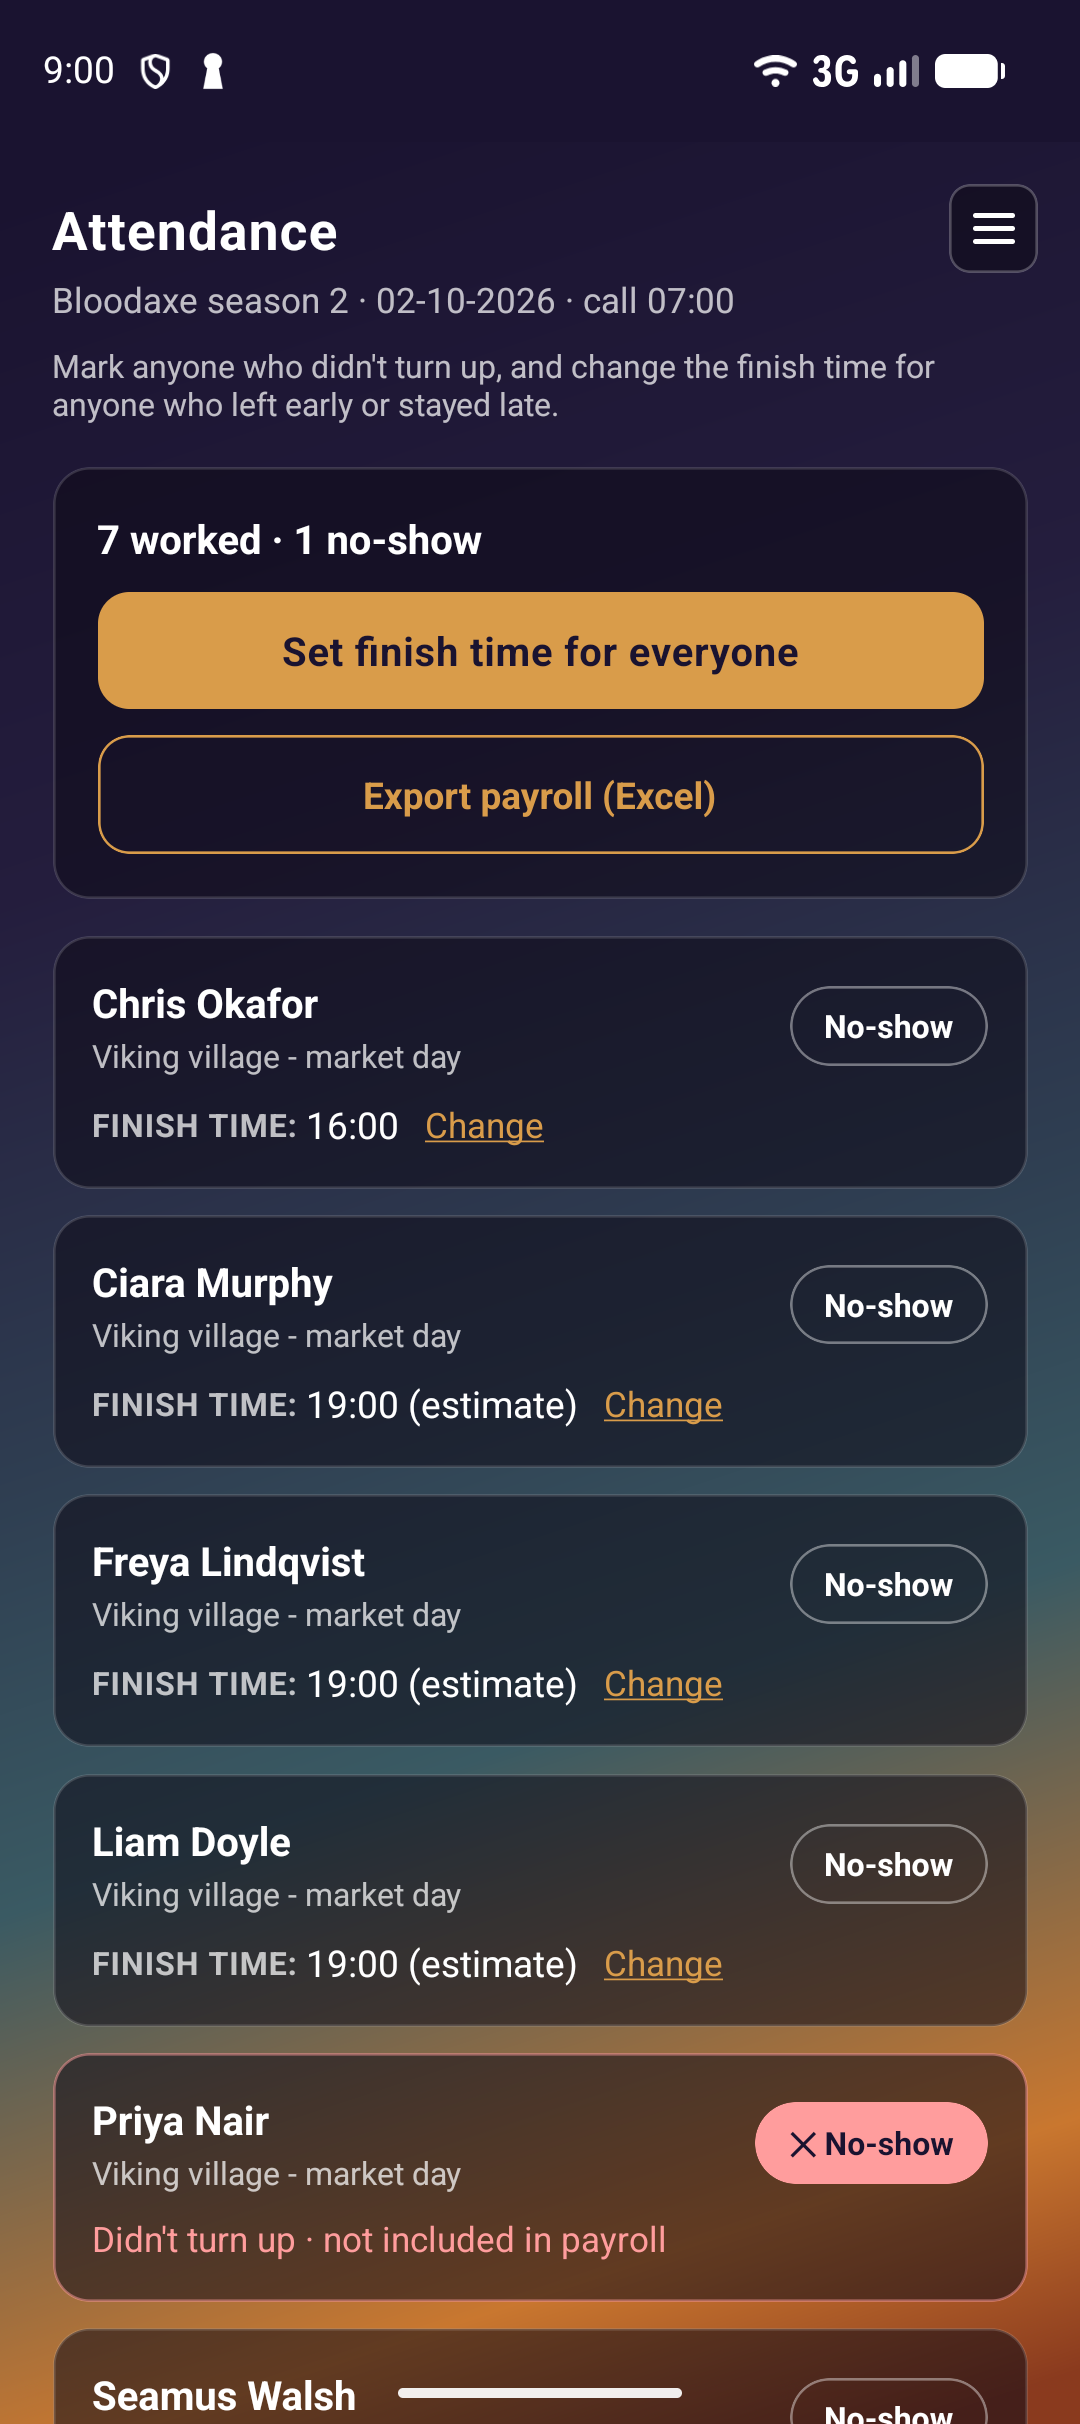 9:00 3G
Attendance
Bloodaxe season 2 · 02-10-2026 · call 07:00
Mark anyone who didn't turn up, and change the finish time for
anyone who left early or stayed late.
7 worked · 1 no-show
Set finish time for everyone
Export payroll (Excel)
Chris Okafor
No-show
Viking village - market day
FINISH TIME: 16:00 Change
Ciara Murphy
No-show
Viking village - market day
FINISH TIME: 19:00 (estimate) Change
Freya Lindqvist
No-show
Viking village - market day
FINISH TIME: 19:00 (estimate) Change
Liam Doyle
No-show
Viking village - market day
FINISH TIME: 19:00 (estimate) Change
Priya Nair
No-show
Viking village - market day
Didn't turn up · not included in payroll
Seamus Walsh
No-show